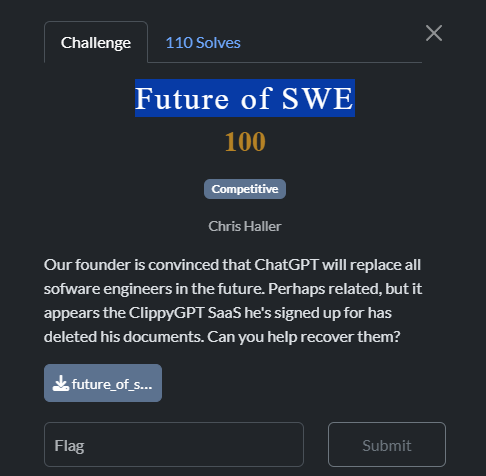 Challenge
110 Solves
Future of SWE
100
Competitive
Chris Haller
Our founder is convinced that ChatGPT will replace all
sofware engineers in the future. Perhaps related, but it
appears the ClippyGPT SaaS he's signed up for has
deleted his documents. Can you help recover them?
future_of_s...
Flag
Submit